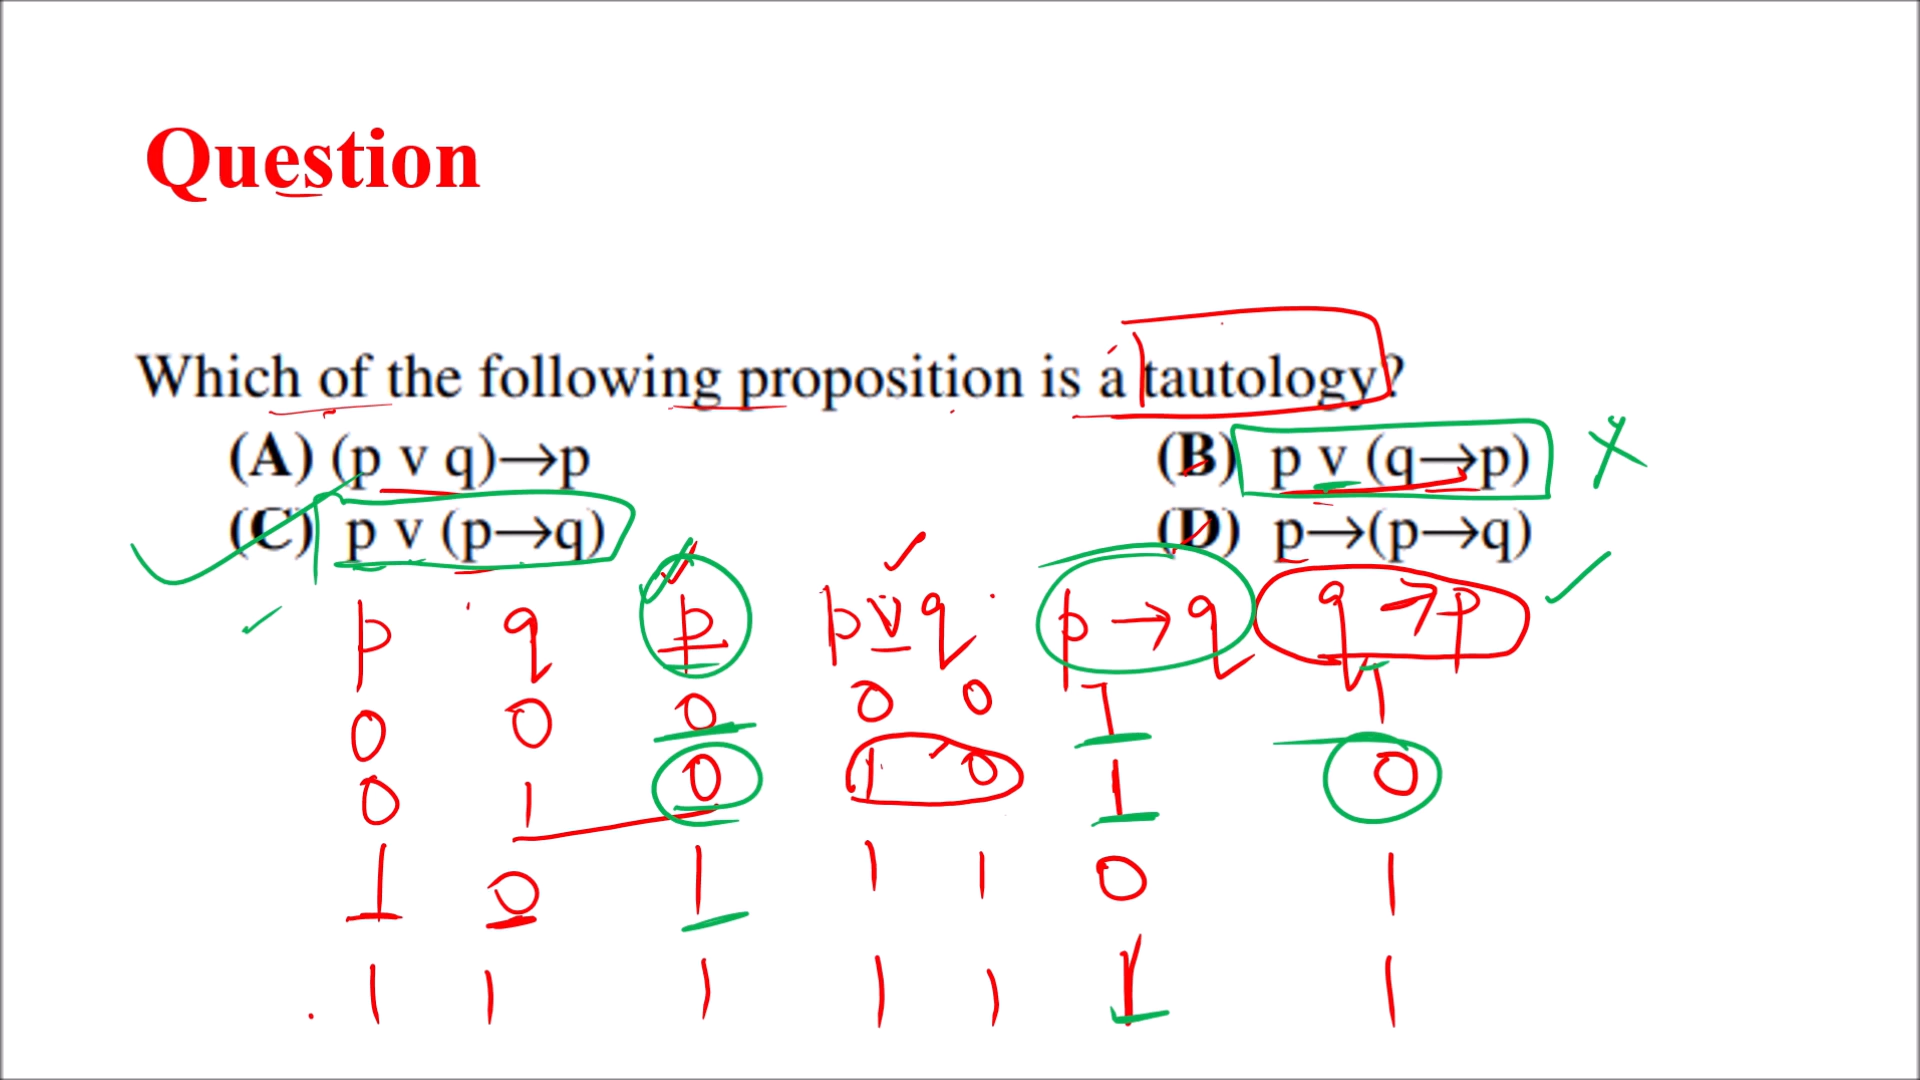 Question
Which of the following proposition is a tautology?
(A) (p v q)→p (B) p v (q→p)
(C) p v (p→q) (D) p→(p→q)
p q p p v q p → q q → p
0 0 0 0 0 1 1
0 1 0 1 0 1 0
1 0 1 1 1 0 1
1 1 1 1 1 1 1